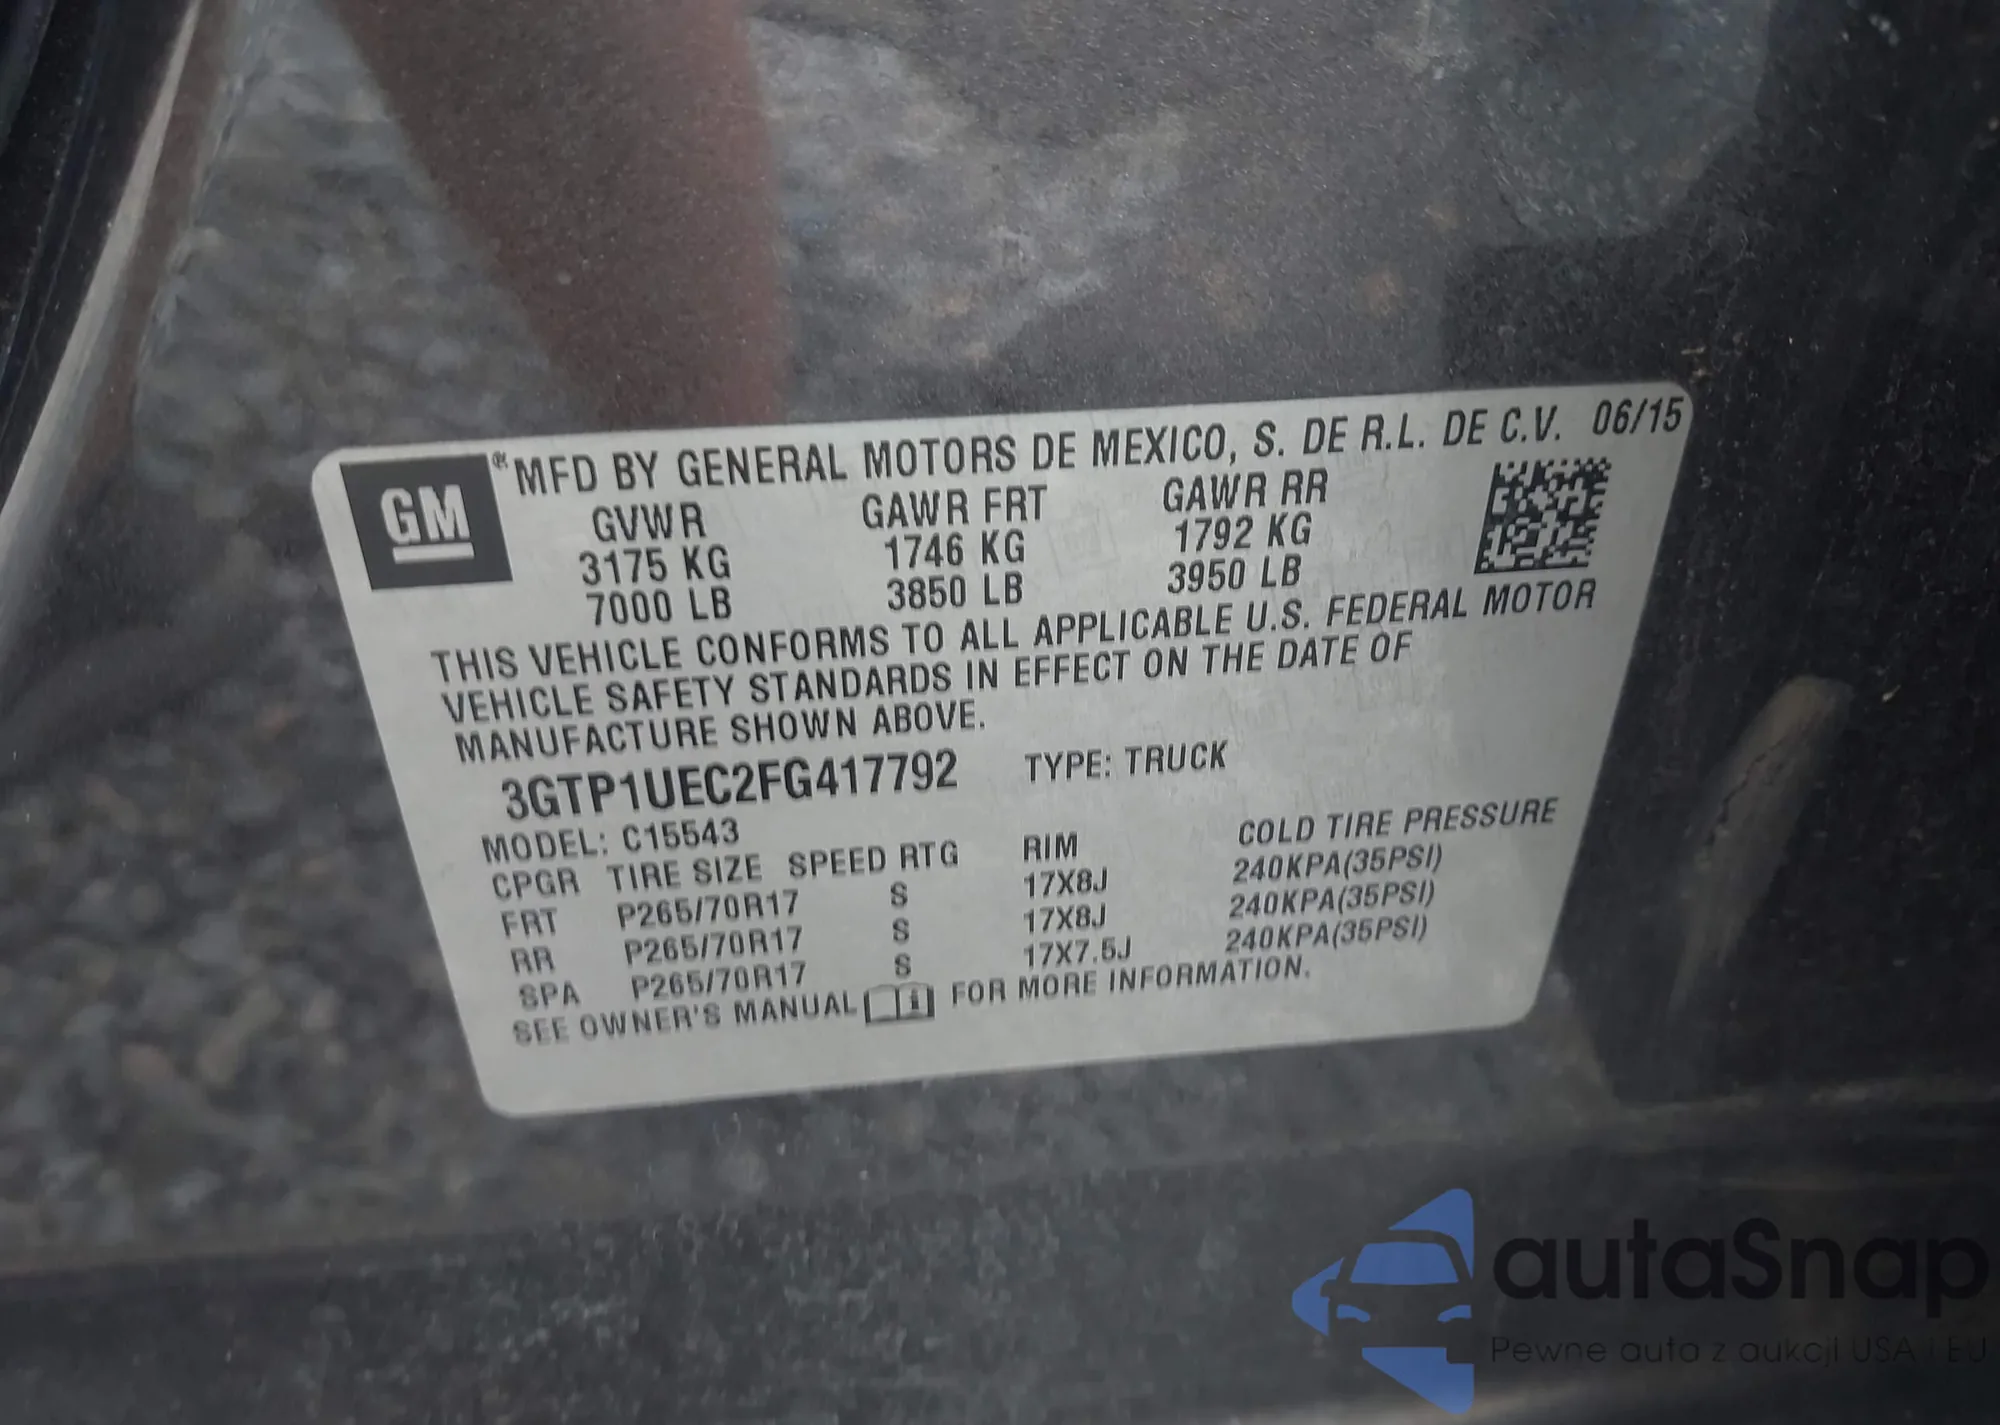 GM
® MFD BY GENERAL MOTORS DE MEXICO, S. DE R.L. DE C.V. 06/15
GVWR GAWR FRT GAWR RR
3175 KG 1746 KG 1792 KG
7000 LB 3850 LB 3950 LB
THIS VEHICLE CONFORMS TO ALL APPLICABLE U.S. FEDERAL MOTOR
VEHICLE SAFETY STANDARDS IN EFFECT ON THE DATE OF
MANUFACTURE SHOWN ABOVE.
3GTP1UEC2FG417792 TYPE: TRUCK
MODEL: C15543
CPGR TIRE SIZE SPEED RTG RIM COLD TIRE PRESSURE
FRT P265/70R17 S 17X8J 240KPA(35PSI)
RR P265/70R17 S 17X8J 240KPA(35PSI)
SPA P265/70R17 S 17X7.5J 240KPA(35PSI)
SEE OWNER'S MANUAL FOR MORE INFORMATION.
autaSnap
Pewne auta z aukcji USA i EU